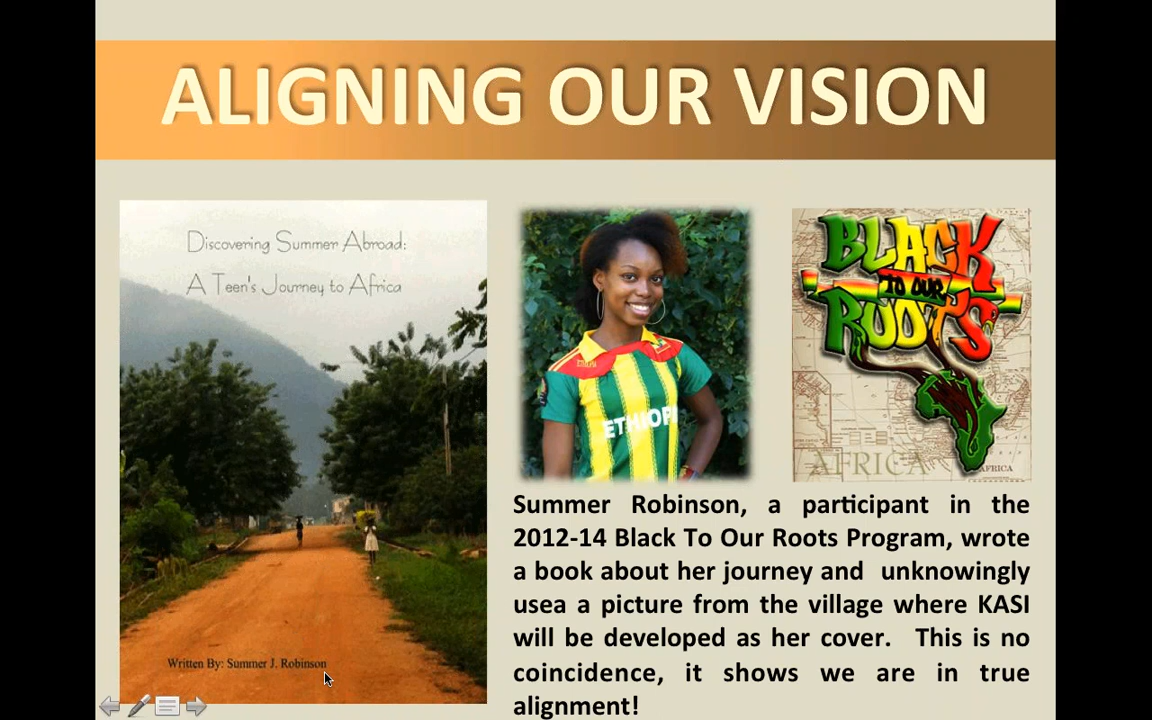 ALIGNING OUR VISION
Discovering Summer Abroad:
A Teen's Journey to Africa
Written By: Summer J. Robinson
ETHIOPI
BLACK
TO OUR
ROOTS
AFRICA
AFRICA
Summer Robinson, a participant in the
2012-14 Black To Our Roots Program, wrote
a book about her journey and unknowingly
usea a picture from the village where KASI
will be developed as her cover. This is no
coincidence, it shows we are in true
alignment!